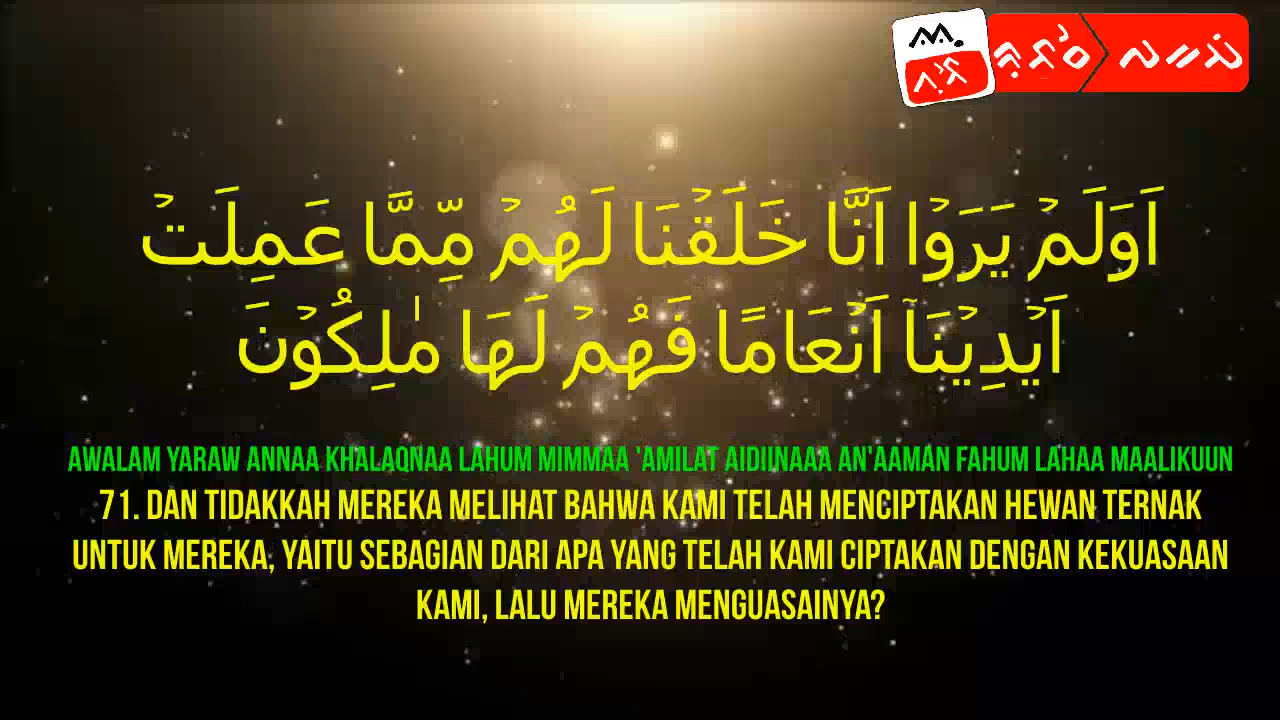 اَوَلَمۡ يَرَوۡا اَنَّا خَلَقۡنَا لَهُمۡ مِّمَّا عَمِلَتۡ
اَيۡدِيۡنَاۤ اَنۡعَامًا فَهُمۡ لَهَا مٰلِكُوۡنَ
AWALAM YARAW ANNAA KHALAQNAA LAHUM MIMMAA 'AMILAT AIDIINAAA AN'AAMAN FAHUM LAHAA MAALIKUUN
71. DAN TIDAKKAH MEREKA MELIHAT BAHWA KAMI TELAH MENCIPTAKAN HEWAN TERNAK
UNTUK MEREKA, YAITU SEBAGIAN DARI APA YANG TELAH KAMI CIPTAKAN DENGAN KEKUASAAN
KAMI, LALU MEREKA MENGUASAINYA?